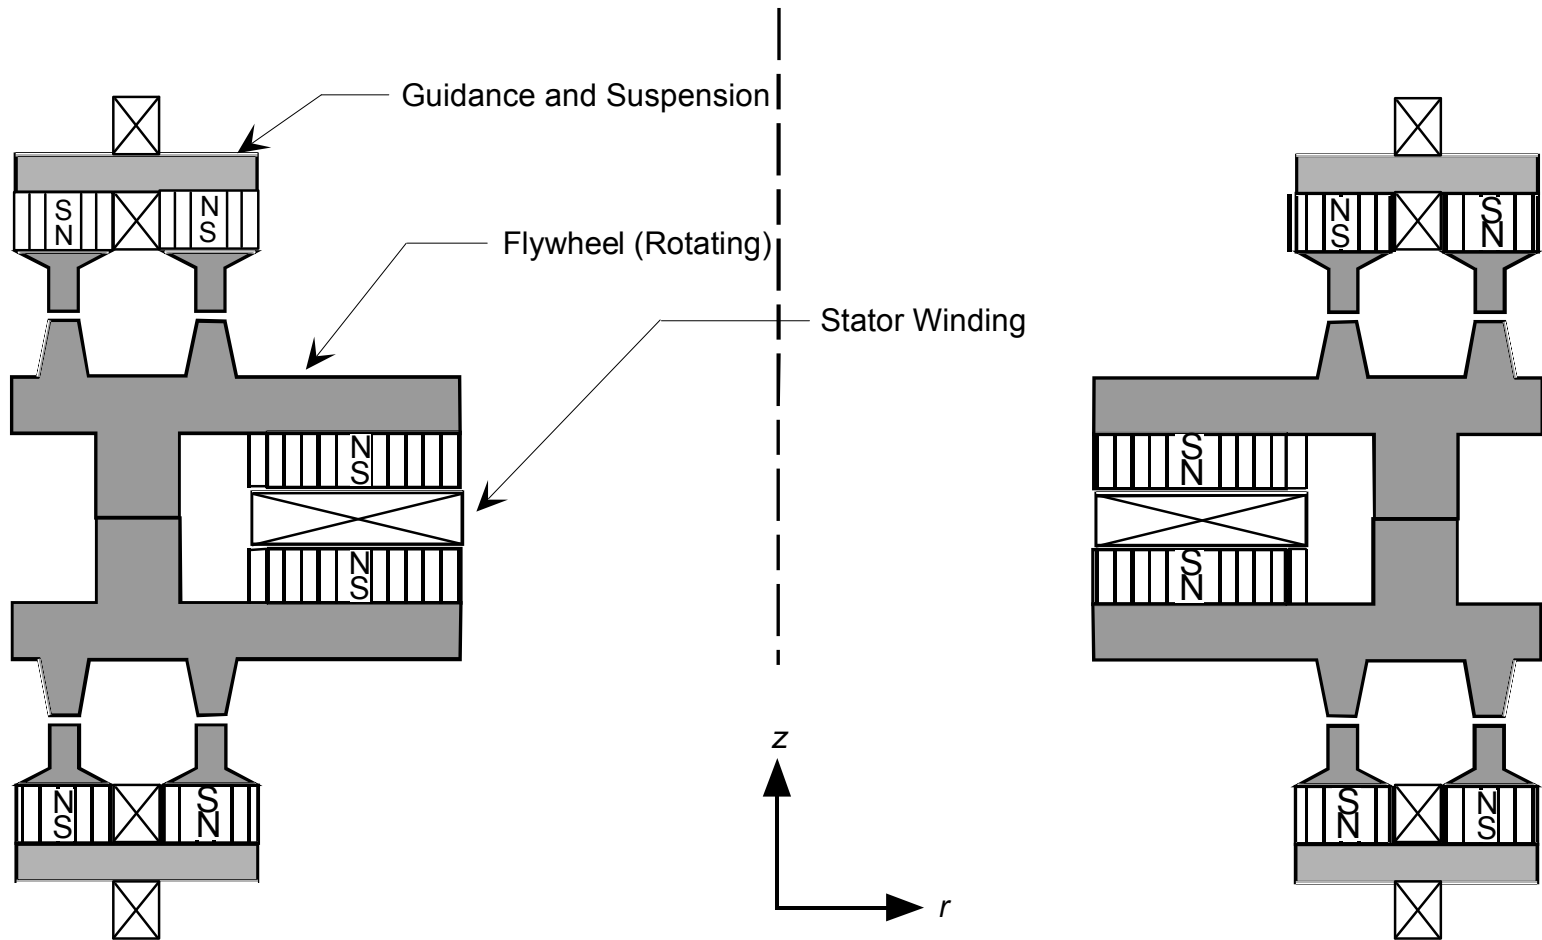 Guidance and Suspension
S N N S
N S S N
Flywheel (Rotating)
Stator Winding
N S
S N
N S
S N
z
N S S N
S N N S
r